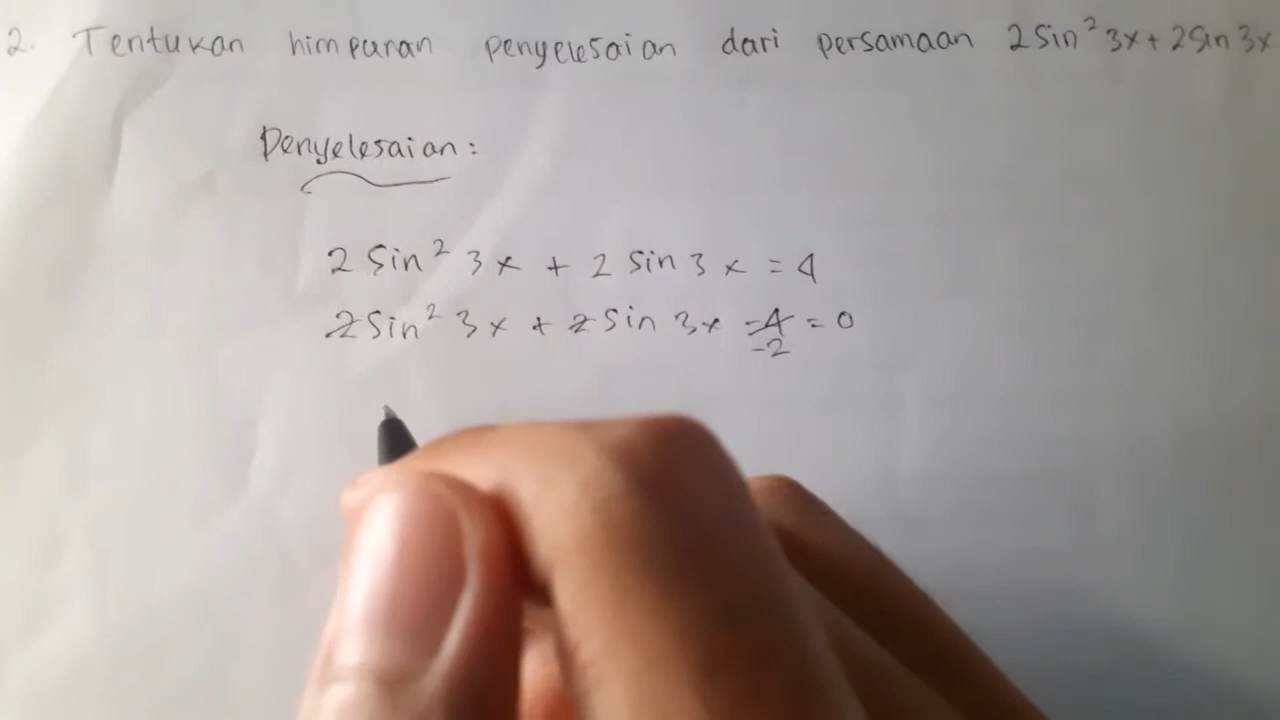 2. Tentukan himpunan penyelesaian dari persamaan 2 sin² 3x + 2 sin 3x
Penyelesaian :
2 sin² 3x + 2 sin 3x = 4
2 sin² 3x + 2 sin 3x - 4 = 0
-2